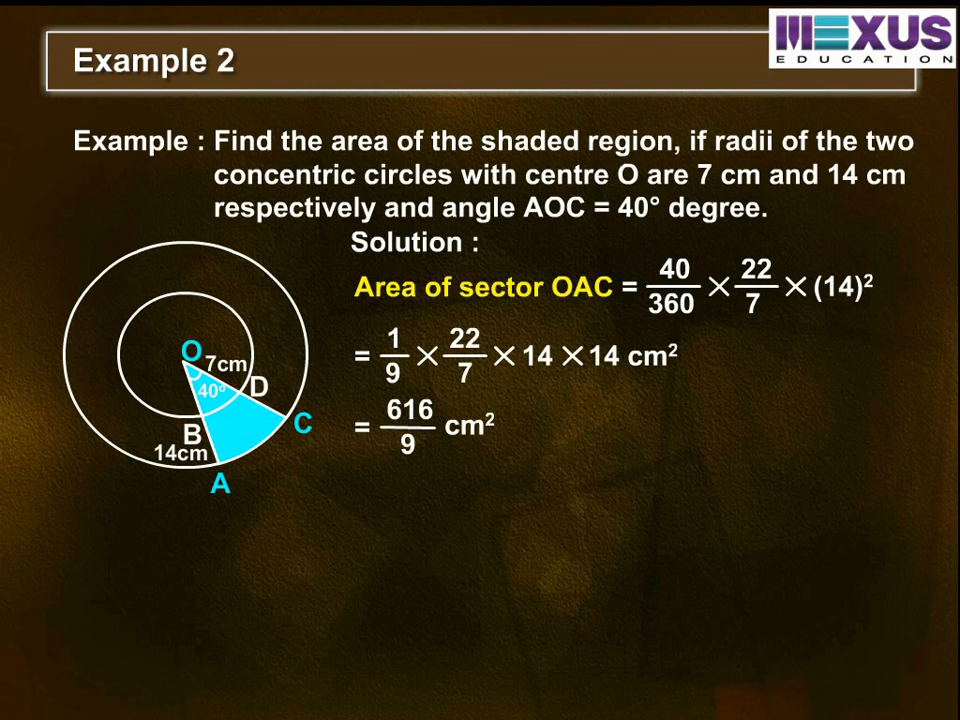 MEXUS
EDUCATION
Example 2
Example : Find the area of the shaded region, if radii of the two
concentric circles with centre O are 7 cm and 14 cm
respectively and angle AOC = 40° degree.
Solution :
Area of sector OAC = 40/360 × 22/7 × (14)²
= 1/9 × 22/7 × 14 × 14 cm²
= 616/9 cm²
O
7cm
40°
D
B
C
14cm
A